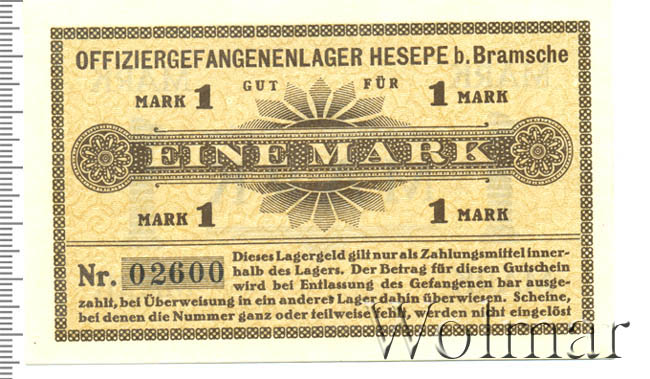 OFFIZIERGEFANGENENLAGER HESEPE b. Bramsche
MARK 1 GUT FÜR 1 MARK
EINE MARK
MARK 1 1 MARK
Nr. 02600
Dieses Lagergeld gilt nur als Zahlungsmittel inner-
halb des Lagers. Der Betrag für diesen Gutschein
wird bei Entlassung des Gefangenen bar ausge-
zahlt, bei Überweisung in ein anderes Lager dahin überwiesen. Scheine,
bei denen die Nummer ganz oder teilweise fehlt, werden nicht eingelöst
Wolmar